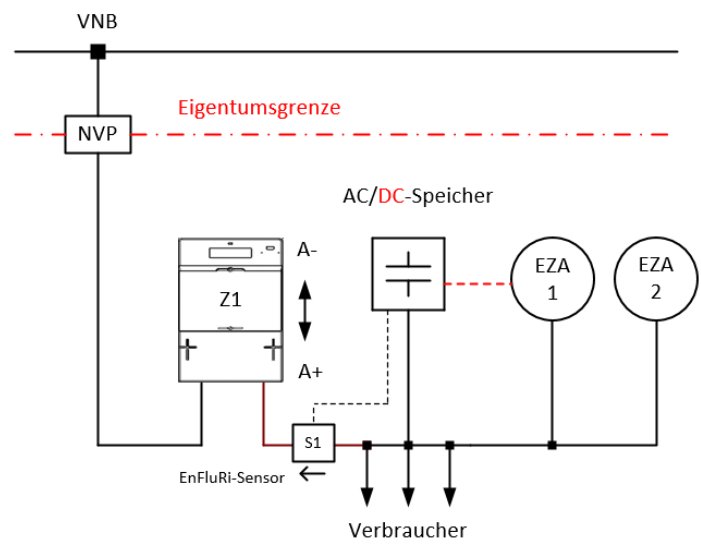 VNB
Eigentumsgrenze
NVP
AC/DC-Speicher
A-
Z1
A+
EZA
1
EZA
2
S1
EnFluRi-Sensor
Verbraucher